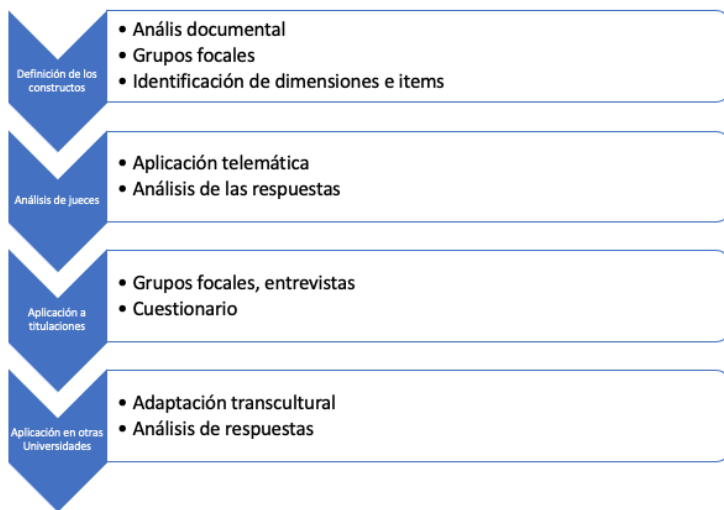 Definición de los
constructos
• Anális documental
• Grupos focales
• Identificación de dimensiones e items
Análisis de jueces
• Aplicación telemática
• Análisis de las respuestas
Aplicación a
titulaciones
• Grupos focales, entrevistas
• Cuestionario
Aplicación en otras
Universidades
• Adaptación transcultural
• Análisis de respuestas